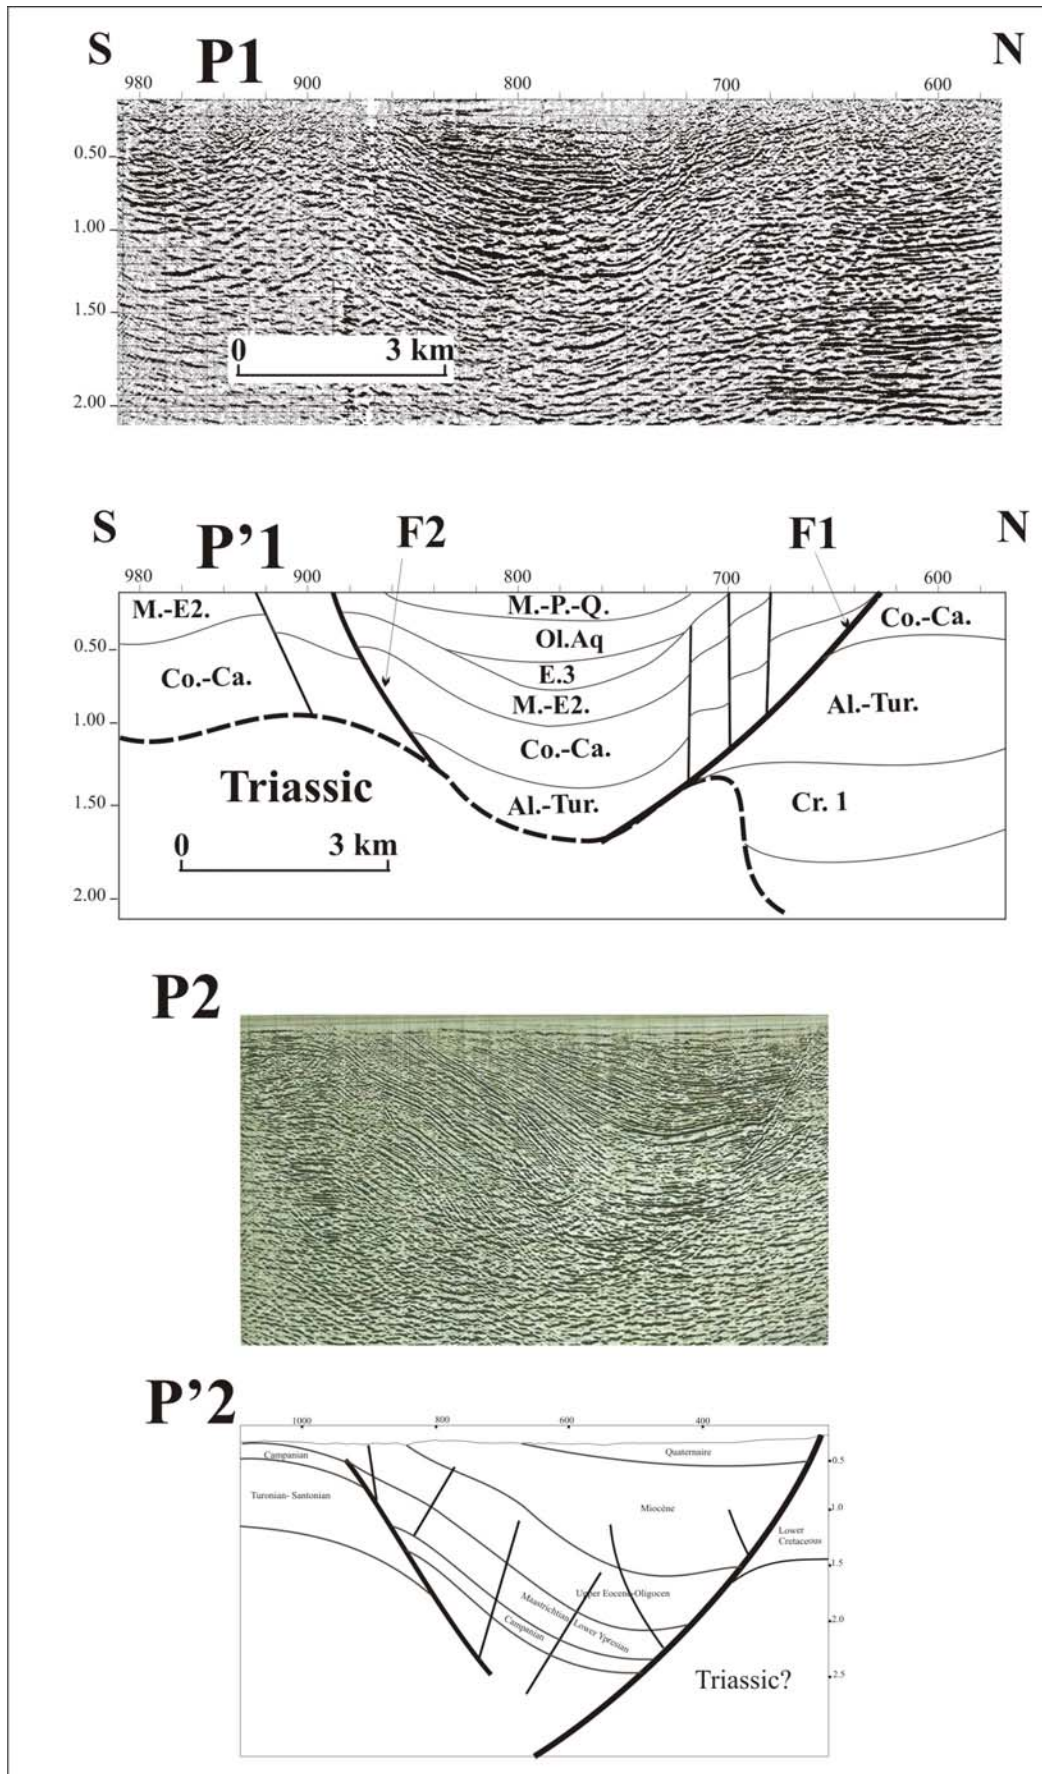 S P1 N
980 900 800 700 600
0.50
1.00
1.50
2.00
0 3 km
S P'1 F2 F1 N
980 900 800 700 600
M.-E2. M.-P.-Q. Co.-Ca.
0.50 Ol.Aq
E.3
Co.-Ca. M.-E2. Al.-Tur.
1.00
Co.-Ca.
Triassic
1.50 Al.-Tur. Cr. 1
0 3 km
2.00
P2
P'2
1000 800 600 400
Campanian Quaternaire 0.5
Turonian- Santonian
Miocène 1.0
Lower
Cretaceous
1.5
Upper Eocene-Oligocen
Maastrichtian Lower Ypresian
Campanian 2.0
Triassic? 2.5